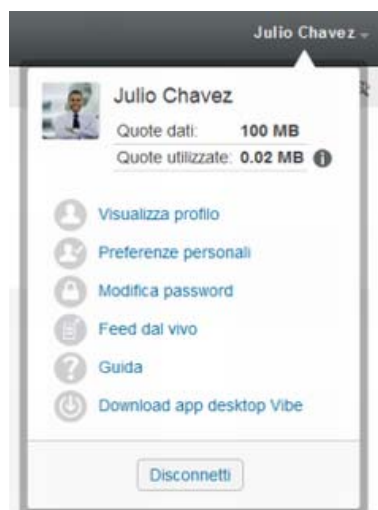 Julio Chavez
Julio Chavez
Quote dati: 100 MB
Quote utilizzate: 0.02 MB
Visualizza profilo
Preferenze personali
Modifica password
Feed dal vivo
Guida
Download app desktop Vibe
Disconnetti